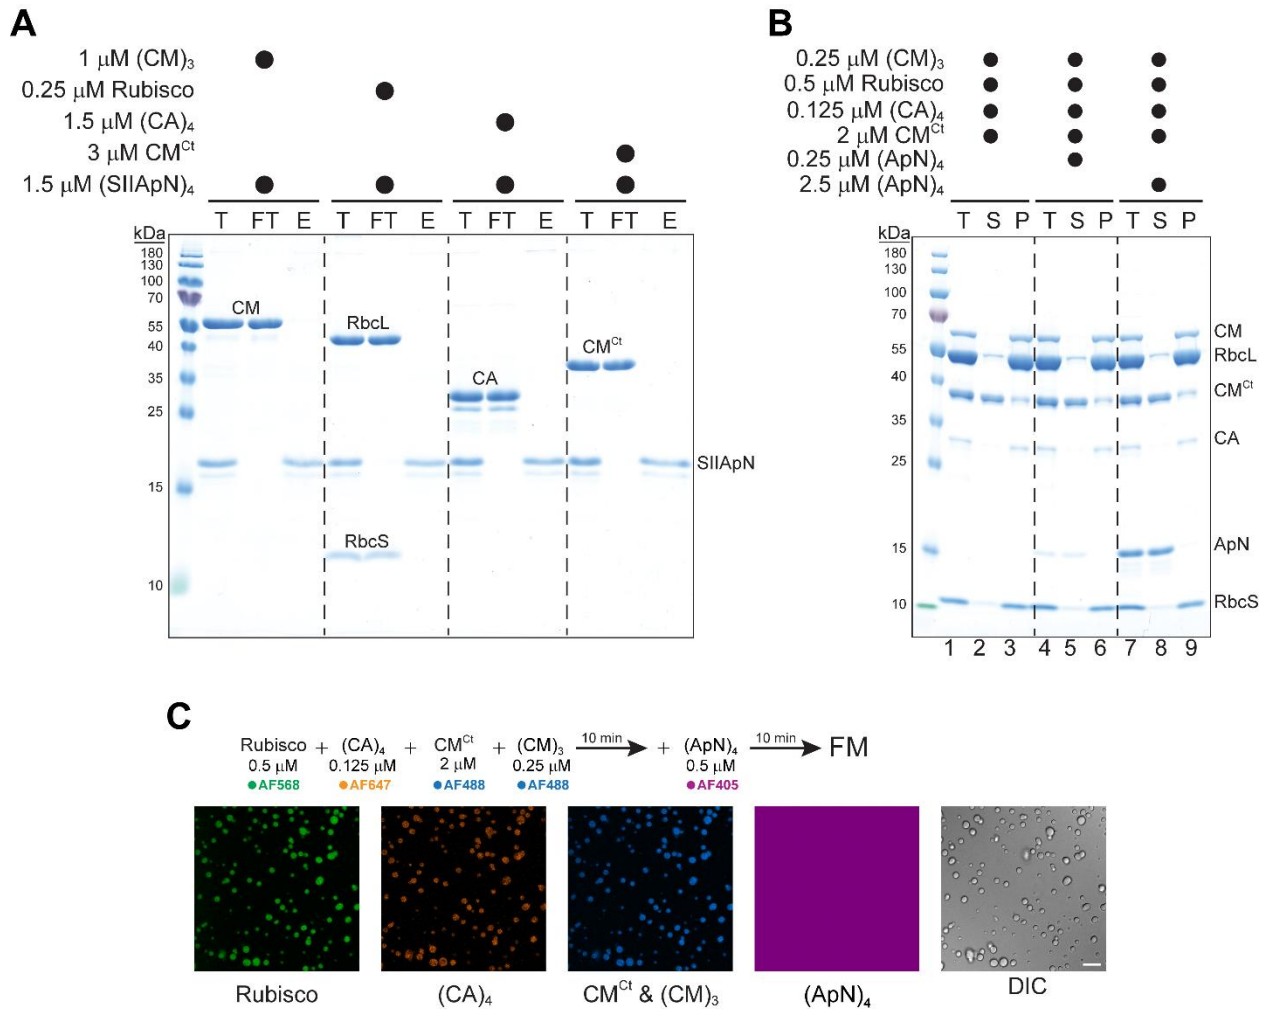 A
1 µM (CM)₃
0.25 µM Rubisco
1.5 µM (CA)₄
3 µM CMᶜᵗ
1.5 µM (SIIApN)₄
T FT E T FT E T FT E T FT E
kDa
180
130
100
70
55
40
35
25
15
10
CM
RbcL
CA
CMᶜᵗ
SIIApN
RbcS
B
0.25 µM (CM)₃
0.5 µM Rubisco
0.125 µM (CA)₄
2 µM CMᶜᵗ
0.25 µM (ApN)₄
2.5 µM (ApN)₄
T S P T S P T S P
kDa
180
130
100
70
55
40
35
25
15
10
CM
RbcL
CMᶜᵗ
CA
ApN
RbcS
1 2 3 4 5 6 7 8 9
C
Rubisco + (CA)₄ + CMᶜᵗ + (CM)₃ 10 min + (ApN)₄ 10 min FM
0.5 µM 0.125 µM 2 µM 0.25 µM 0.5 µM
AF568 AF647 AF488 AF488 AF405
Rubisco (CA)₄ CMᶜᵗ & (CM)₃ (ApN)₄ DIC